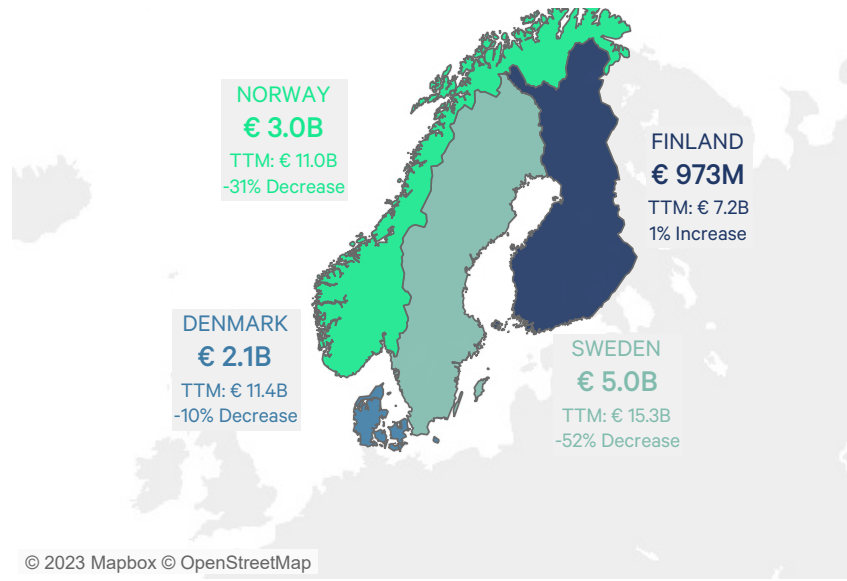 NORWAY
€ 3.0B
TTM: € 11.0B
-31% Decrease
FINLAND
€ 973M
TTM: € 7.2B
1% Increase
DENMARK
€ 2.1B
TTM: € 11.4B
-10% Decrease
SWEDEN
€ 5.0B
TTM: € 15.3B
-52% Decrease
© 2023 Mapbox © OpenStreetMap